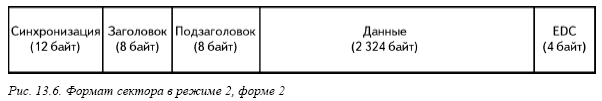 Синхронизация Заголовок Подзаголовок Данные EDC
(12 байт) (8 байт) (8 байт) (2 324 байт) (4 байт)
Рис. 13.6. Формат сектора в режиме 2, форме 2